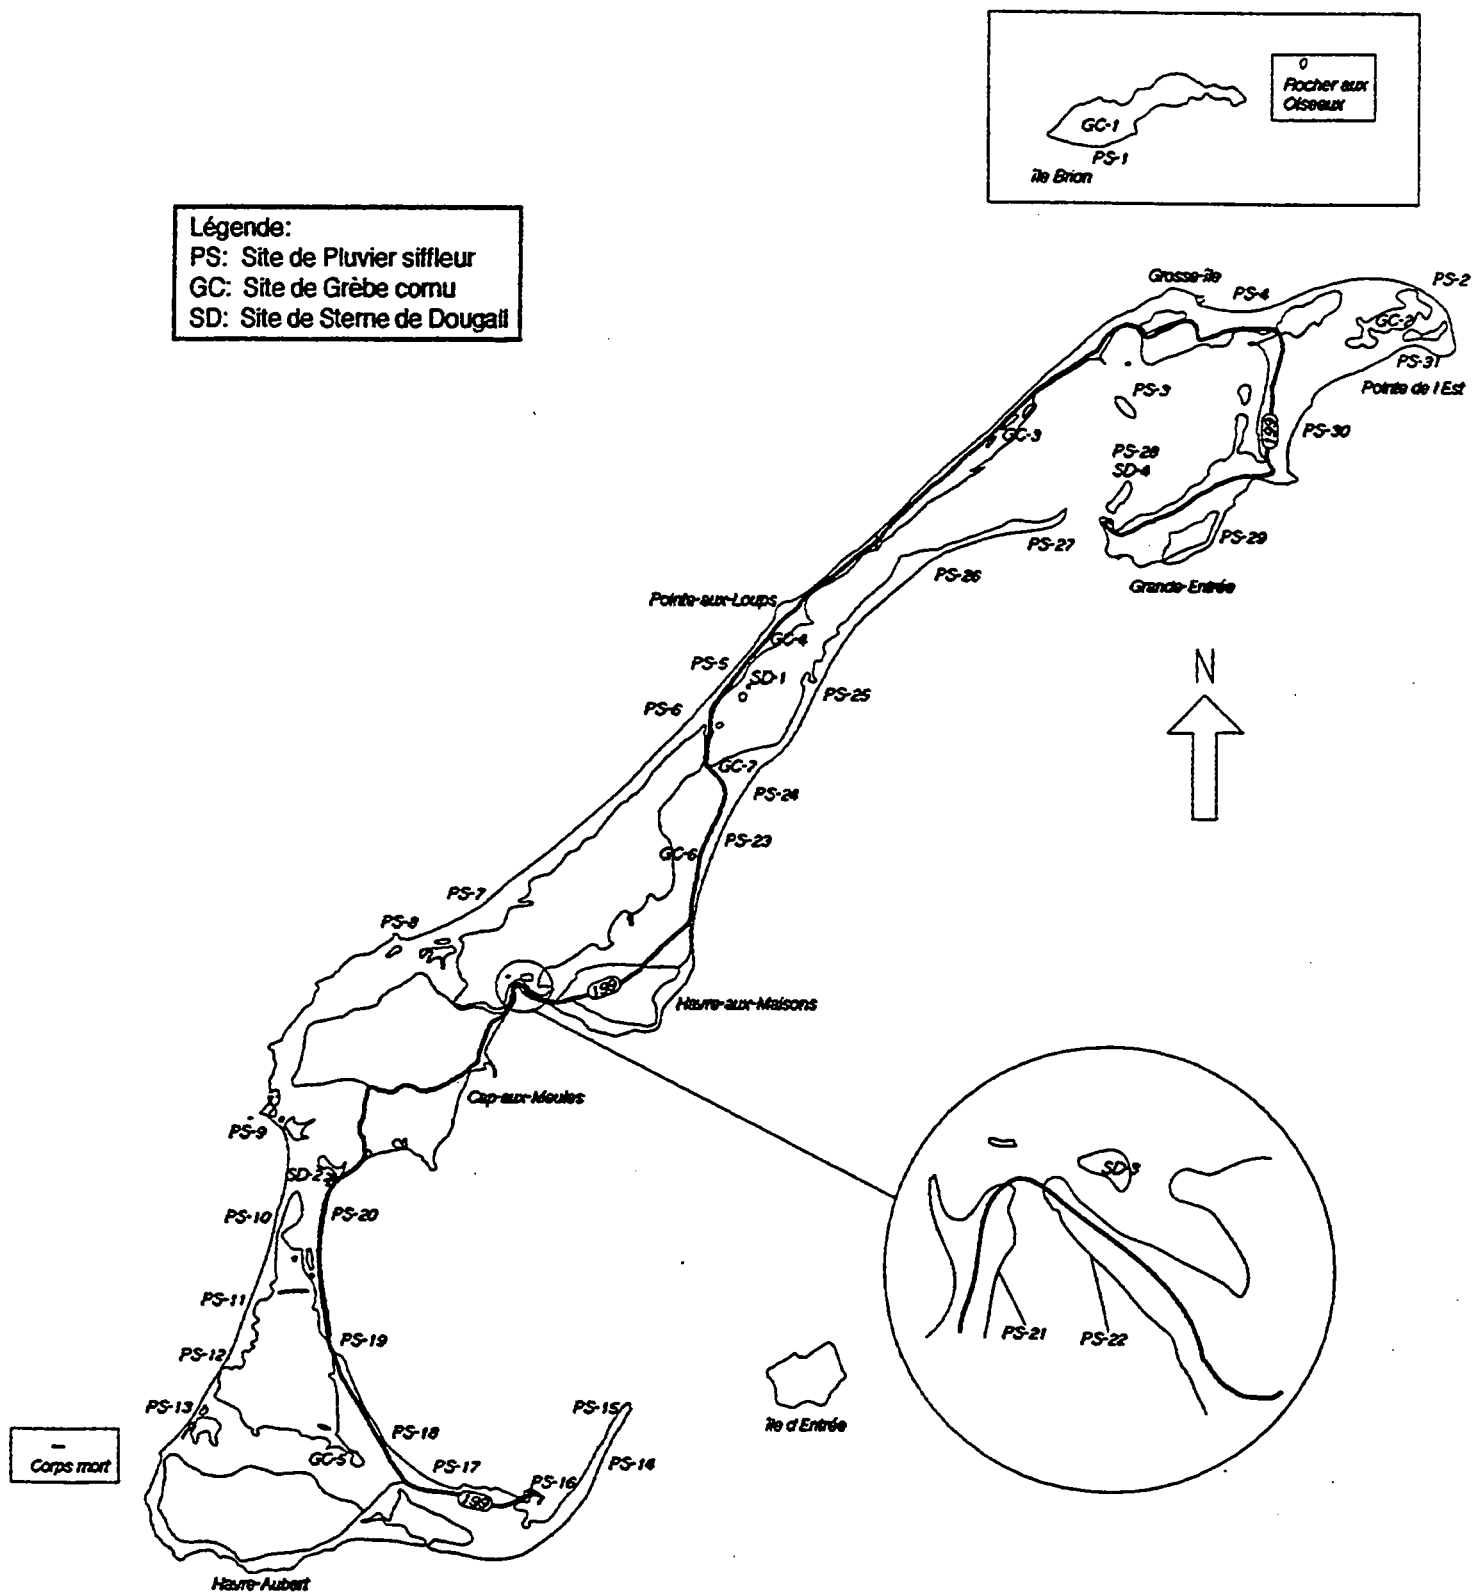 Rocher aux
Oiseaux
GC-1
PS-1
île Brion
Légende:
PS: Site de Pluvier siffleur
GC: Site de Grèbe cornu
SD: Site de Sterne de Dougall
Grosse-île
PS-4
PS-2
GC-2
PS-31
Pointe de l'Est
PS-3
GC-3
199
PS-30
PS-28
SD-4
PS-27
PS-29
PS-26
Grande-Entrée
Pointe-aux-Loups
GC-4
PS-5
SD-1
PS-25
PS-6
N
GC-7
PS-24
PS-23
GC-6
PS-7
PS-8
199
Havre-aux-Maisons
Cap-aux-Meules
PS-9
SD-2
SD-3
PS-10
PS-20
PS-11
PS-21
PS-22
PS-19
PS-12
PS-13
PS-15
île d'Entrée
PS-18
GC-5
PS-17
PS-14
PS-16
Corps mort
199
Havre-Aubert